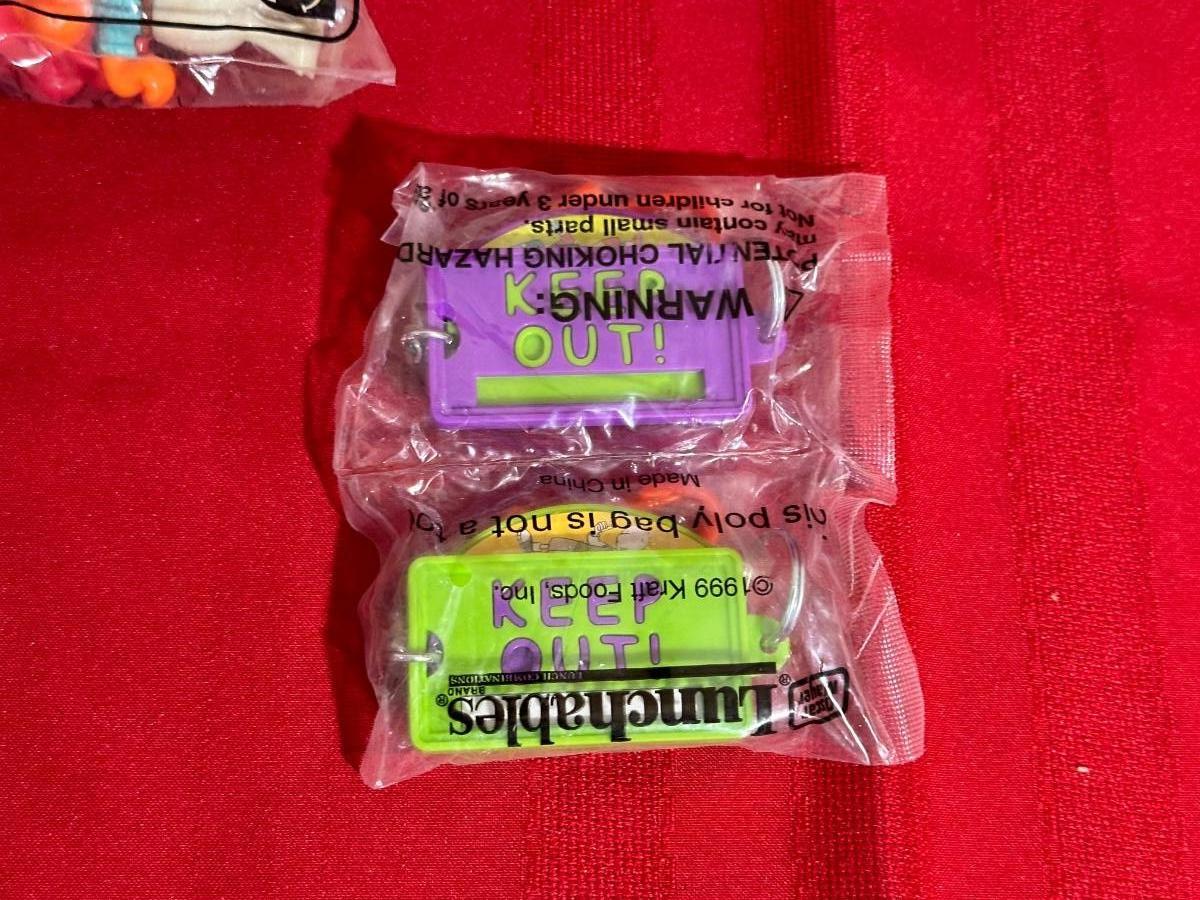 WARNING:
POTENTIAL CHOKING HAZARD
may contain small parts.
Not for children under 3 years of
KEEP
OUT!
Made in China
his poly bag is not a to
©1999 Kraft Foods, Inc.
KEEP
OUT!
Oscar
Mayer
Lunchables®
LUNCH COMBINATIONS
BRAND